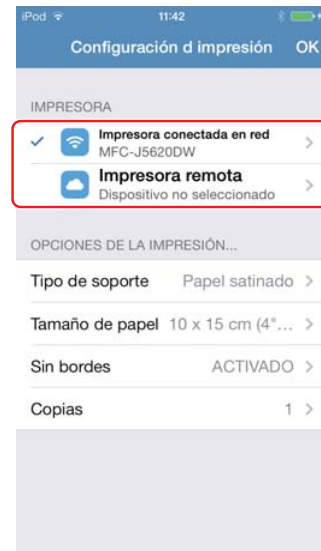 iPod 11:42
Configuración d impresión OK
IMPRESORA
Impresora conectada en red
MFC-J5620DW
Impresora remota
Dispositivo no seleccionado
OPCIONES DE LA IMPRESIÓN...
Tipo de soporte Papel satinado
Tamaño de papel 10 x 15 cm (4"...
Sin bordes ACTIVADO
Copias 1